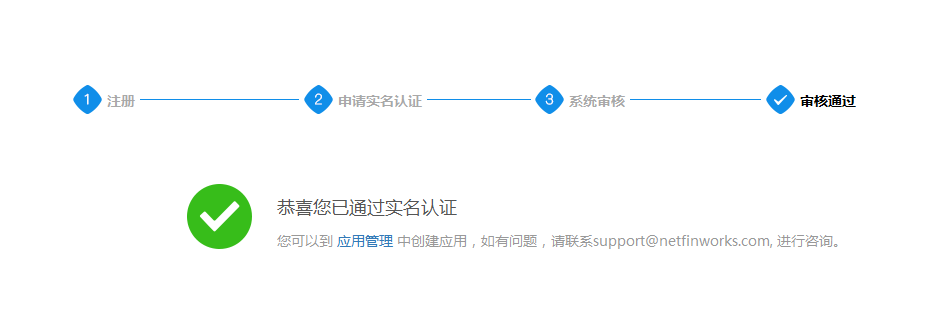 1 注册 2 申请实名认证 3 系统审核 审核通过
恭喜您已通过实名认证
您可以到 应用管理 中创建应用，如有问题，请联系support@netfinworks.com, 进行咨询。